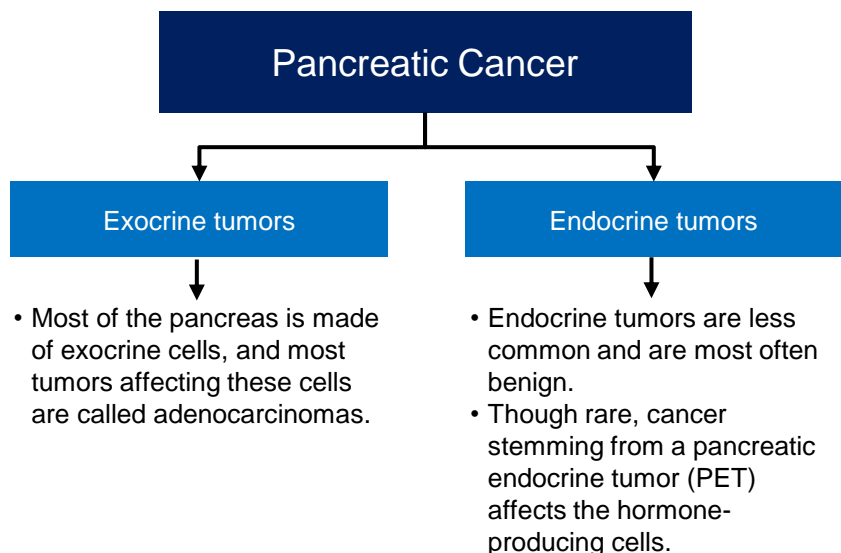 Pancreatic Cancer
Exocrine tumors
Endocrine tumors
• Most of the pancreas is made
of exocrine cells, and most
tumors affecting these cells
are called adenocarcinomas.
• Endocrine tumors are less
common and are most often
benign.
• Though rare, cancer
stemming from a pancreatic
endocrine tumor (PET)
affects the hormone-
producing cells.